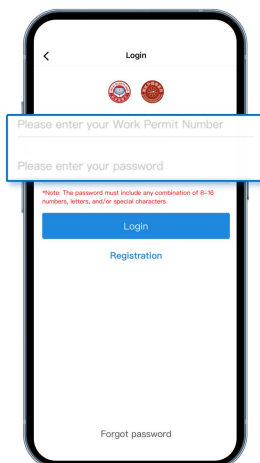 Login
Please enter your Work Permit Number
Please enter your password
*Note: The password must include any combination of 8-16
numbers, letters, and/or special characters.
Login
Registration
Forgot password